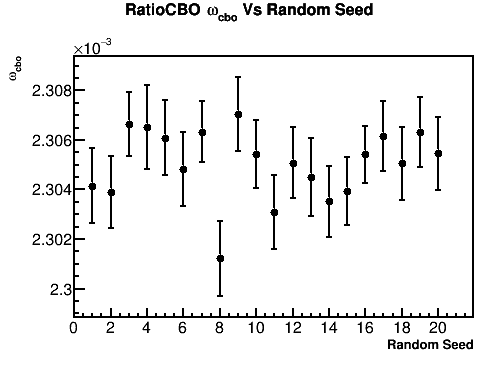 RatioCBO ω_cbo Vs Random Seed
×10⁻³
ω_cbo
2.308
2.306
2.304
2.302
2.3
0 2 4 6 8 10 12 14 16 18 20
Random Seed